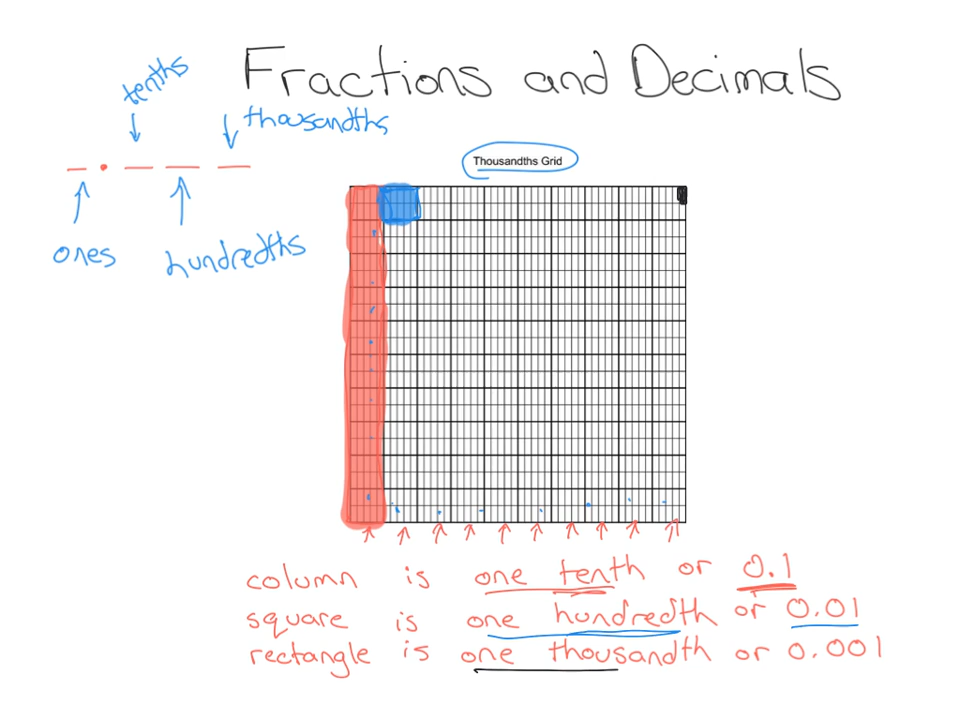 Fractions and Decimals
tenths
thousandths
ones
hundredths
Thousandths Grid
column is one tenth or 0.1
square is one hundredth or 0.01
rectangle is one thousandth or 0.001